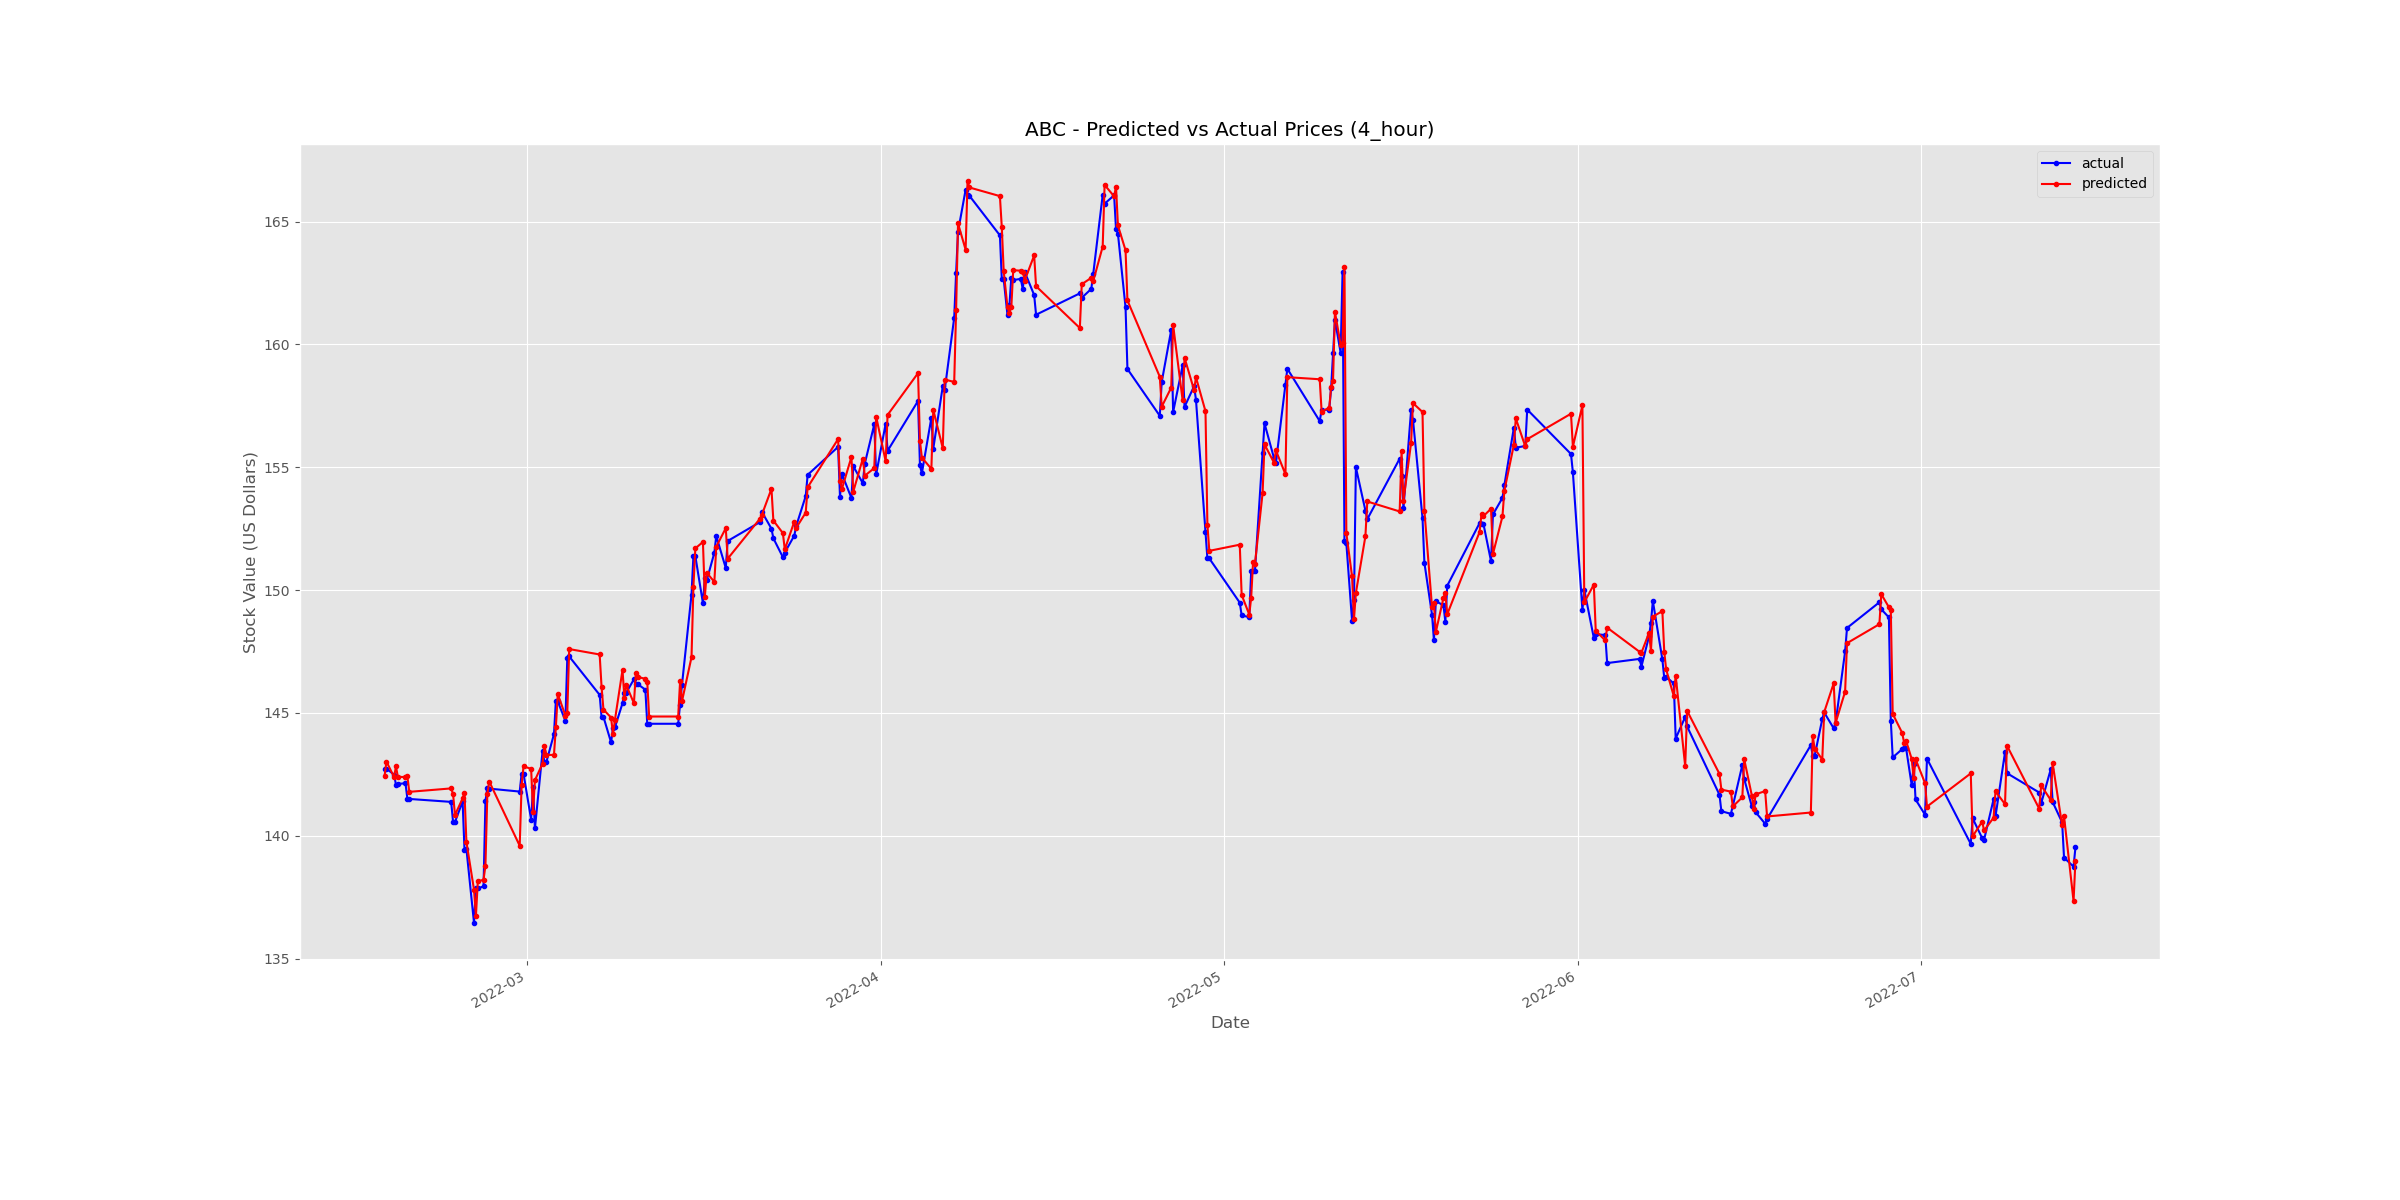 ABC - Predicted vs Actual Prices (4_hour)
actual
predicted
165
160
155
150
145
140
135
Stock Value (US Dollars)
2022-03
2022-04
2022-05
2022-06
2022-07
Date